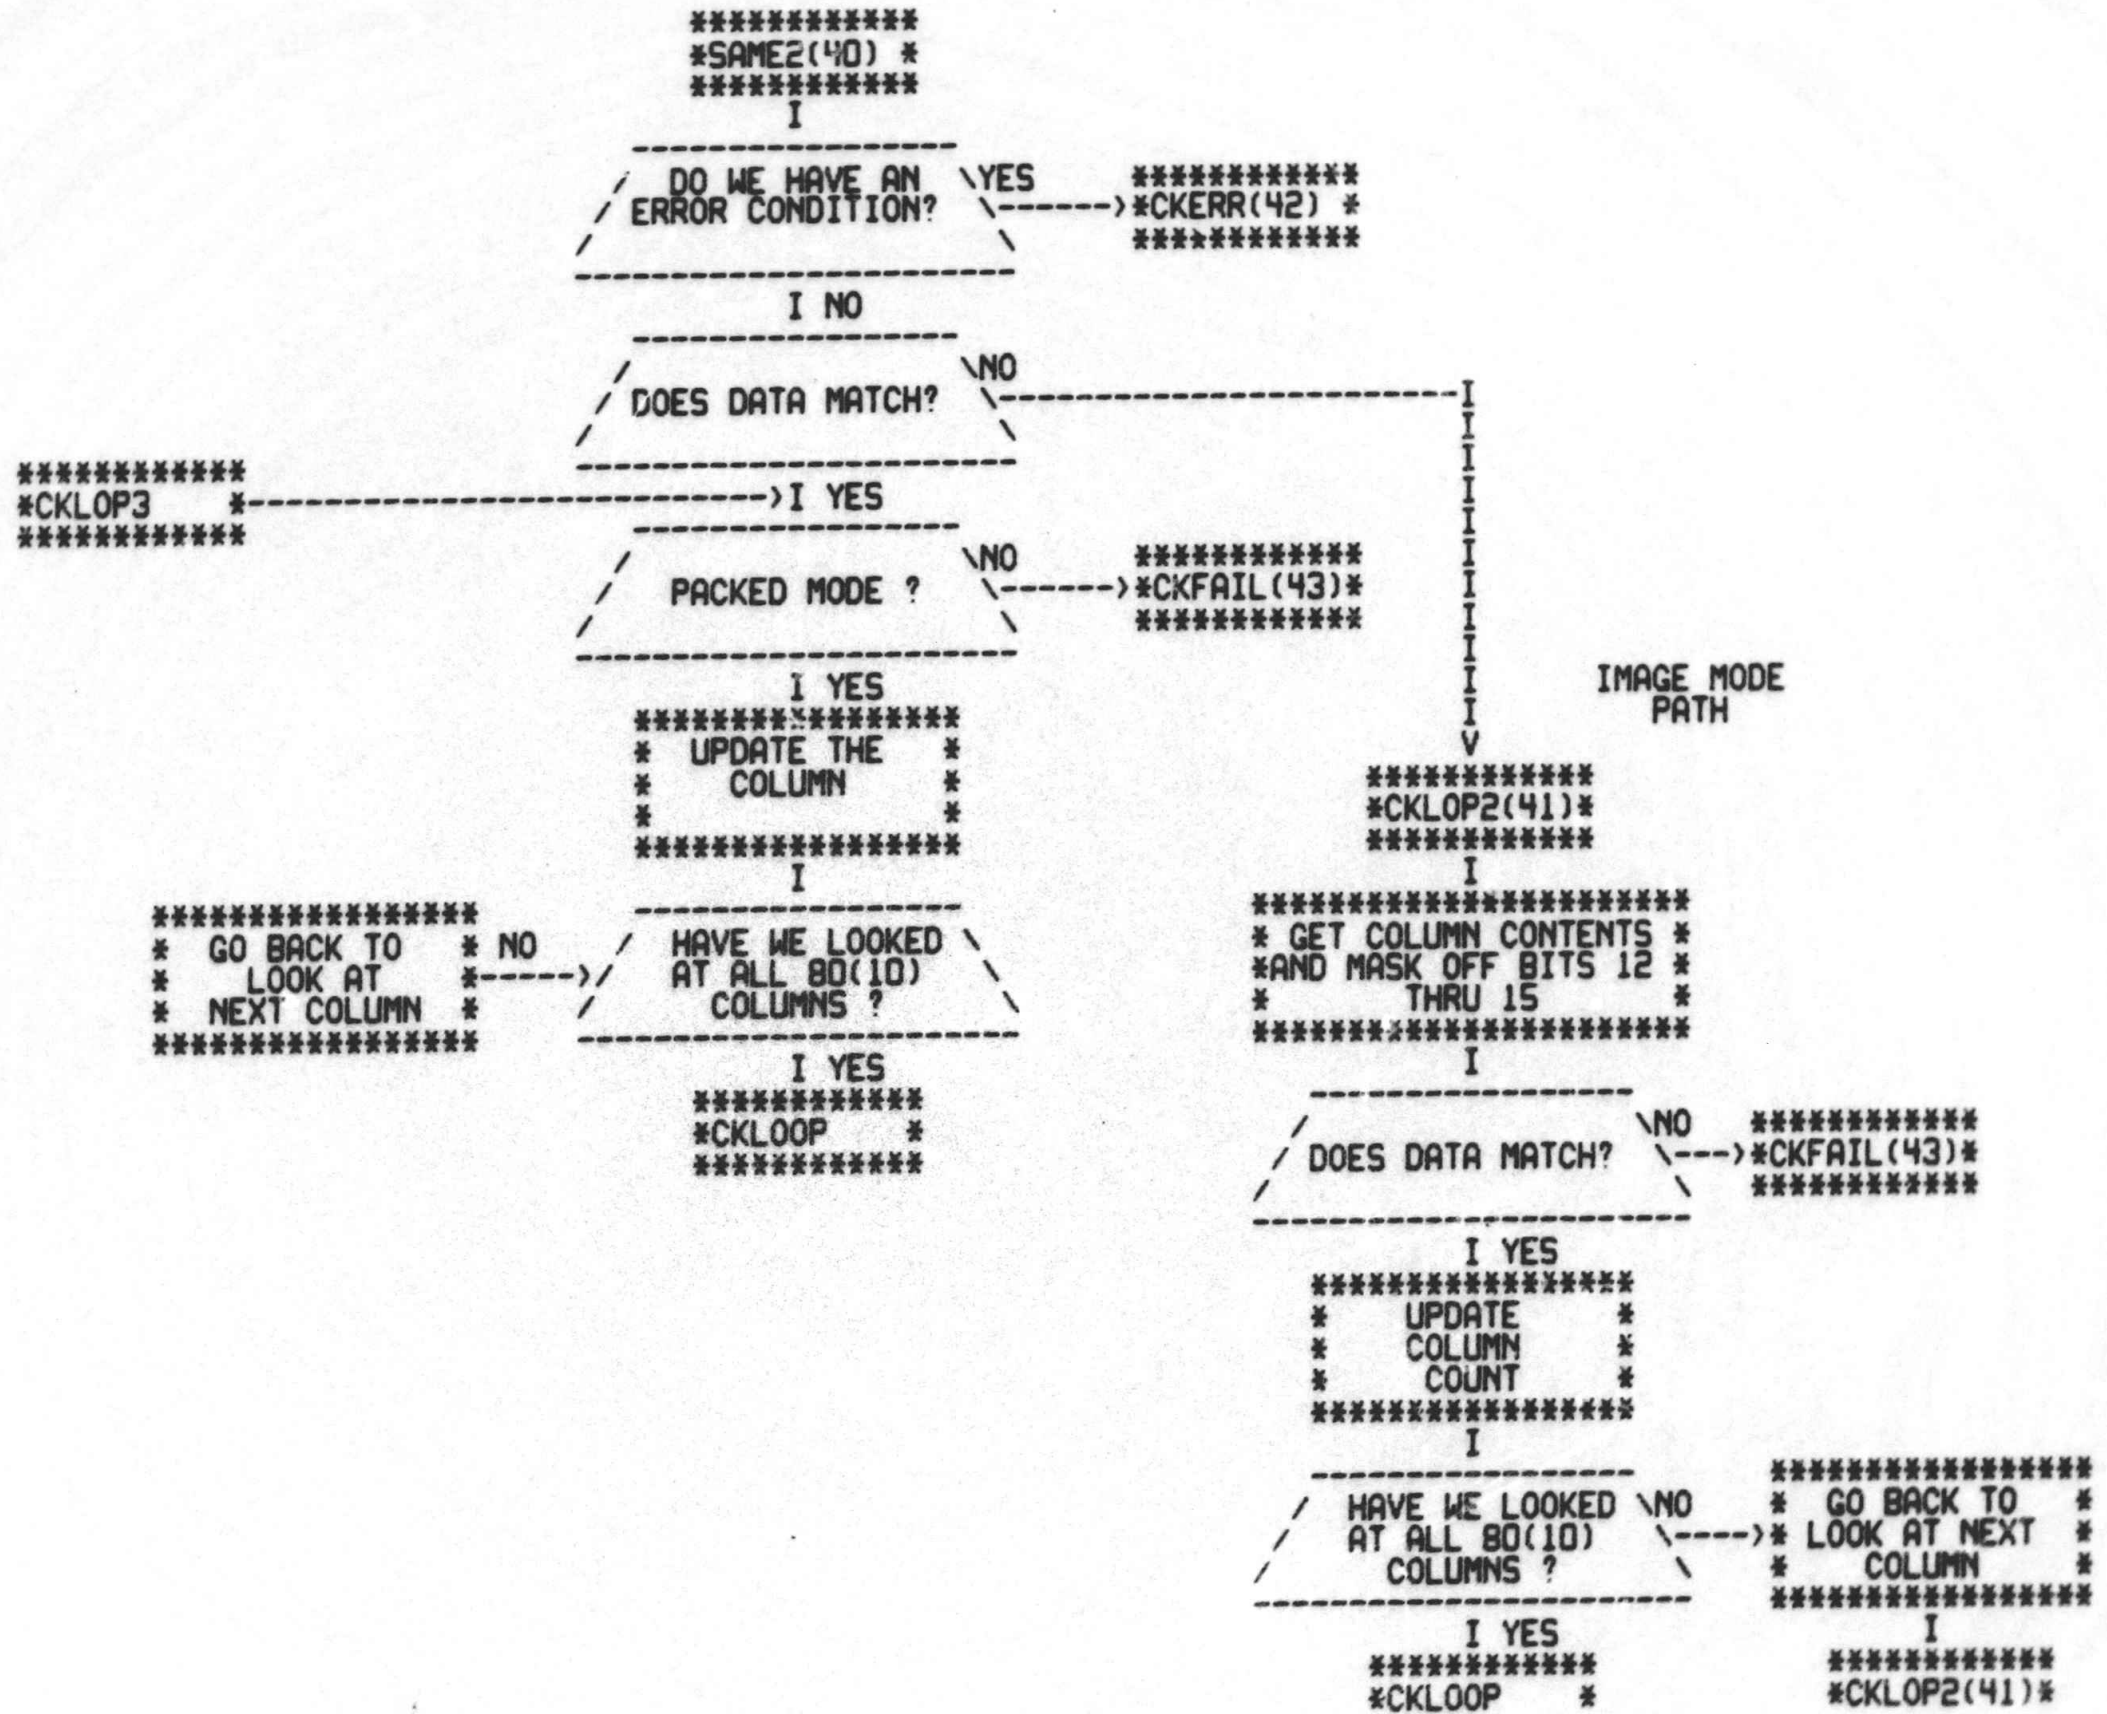 *SAME2(40) *
DO WE HAVE AN
ERROR CONDITION?
YES
*CKERR(42) *
I NO
DOES DATA MATCH?
NO
*CKLOP3 *
I YES
PACKED MODE ?
NO
*CKFAIL(43)*
I YES
UPDATE THE
COLUMN
HAVE WE LOOKED
AT ALL 80(10)
COLUMNS ?
NO
GO BACK TO
LOOK AT
NEXT COLUMN
I YES
*CKLOOP *
IMAGE MODE
PATH
*CKLOP2(41)*
GET COLUMN CONTENTS
AND MASK OFF BITS 12
THRU 15
DOES DATA MATCH?
NO
*CKFAIL(43)*
I YES
UPDATE
COLUMN
COUNT
HAVE WE LOOKED
AT ALL 80(10)
COLUMNS ?
NO
GO BACK TO
LOOK AT NEXT
COLUMN
I YES
*CKLOOP *
*CKLOP2(41)*